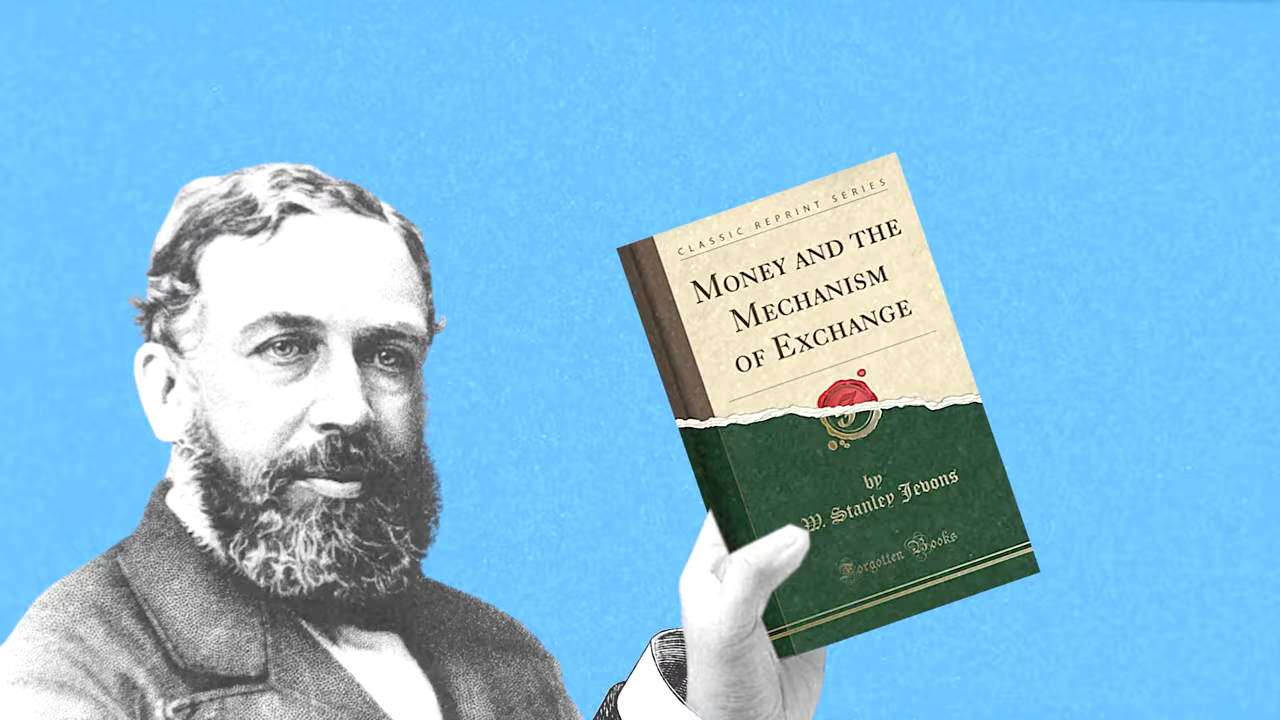 CLASSIC REPRINT SERIES
MONEY AND THE
MECHANISM
OF EXCHANGE
by
W. Stanley Jevons
Forgotten Books